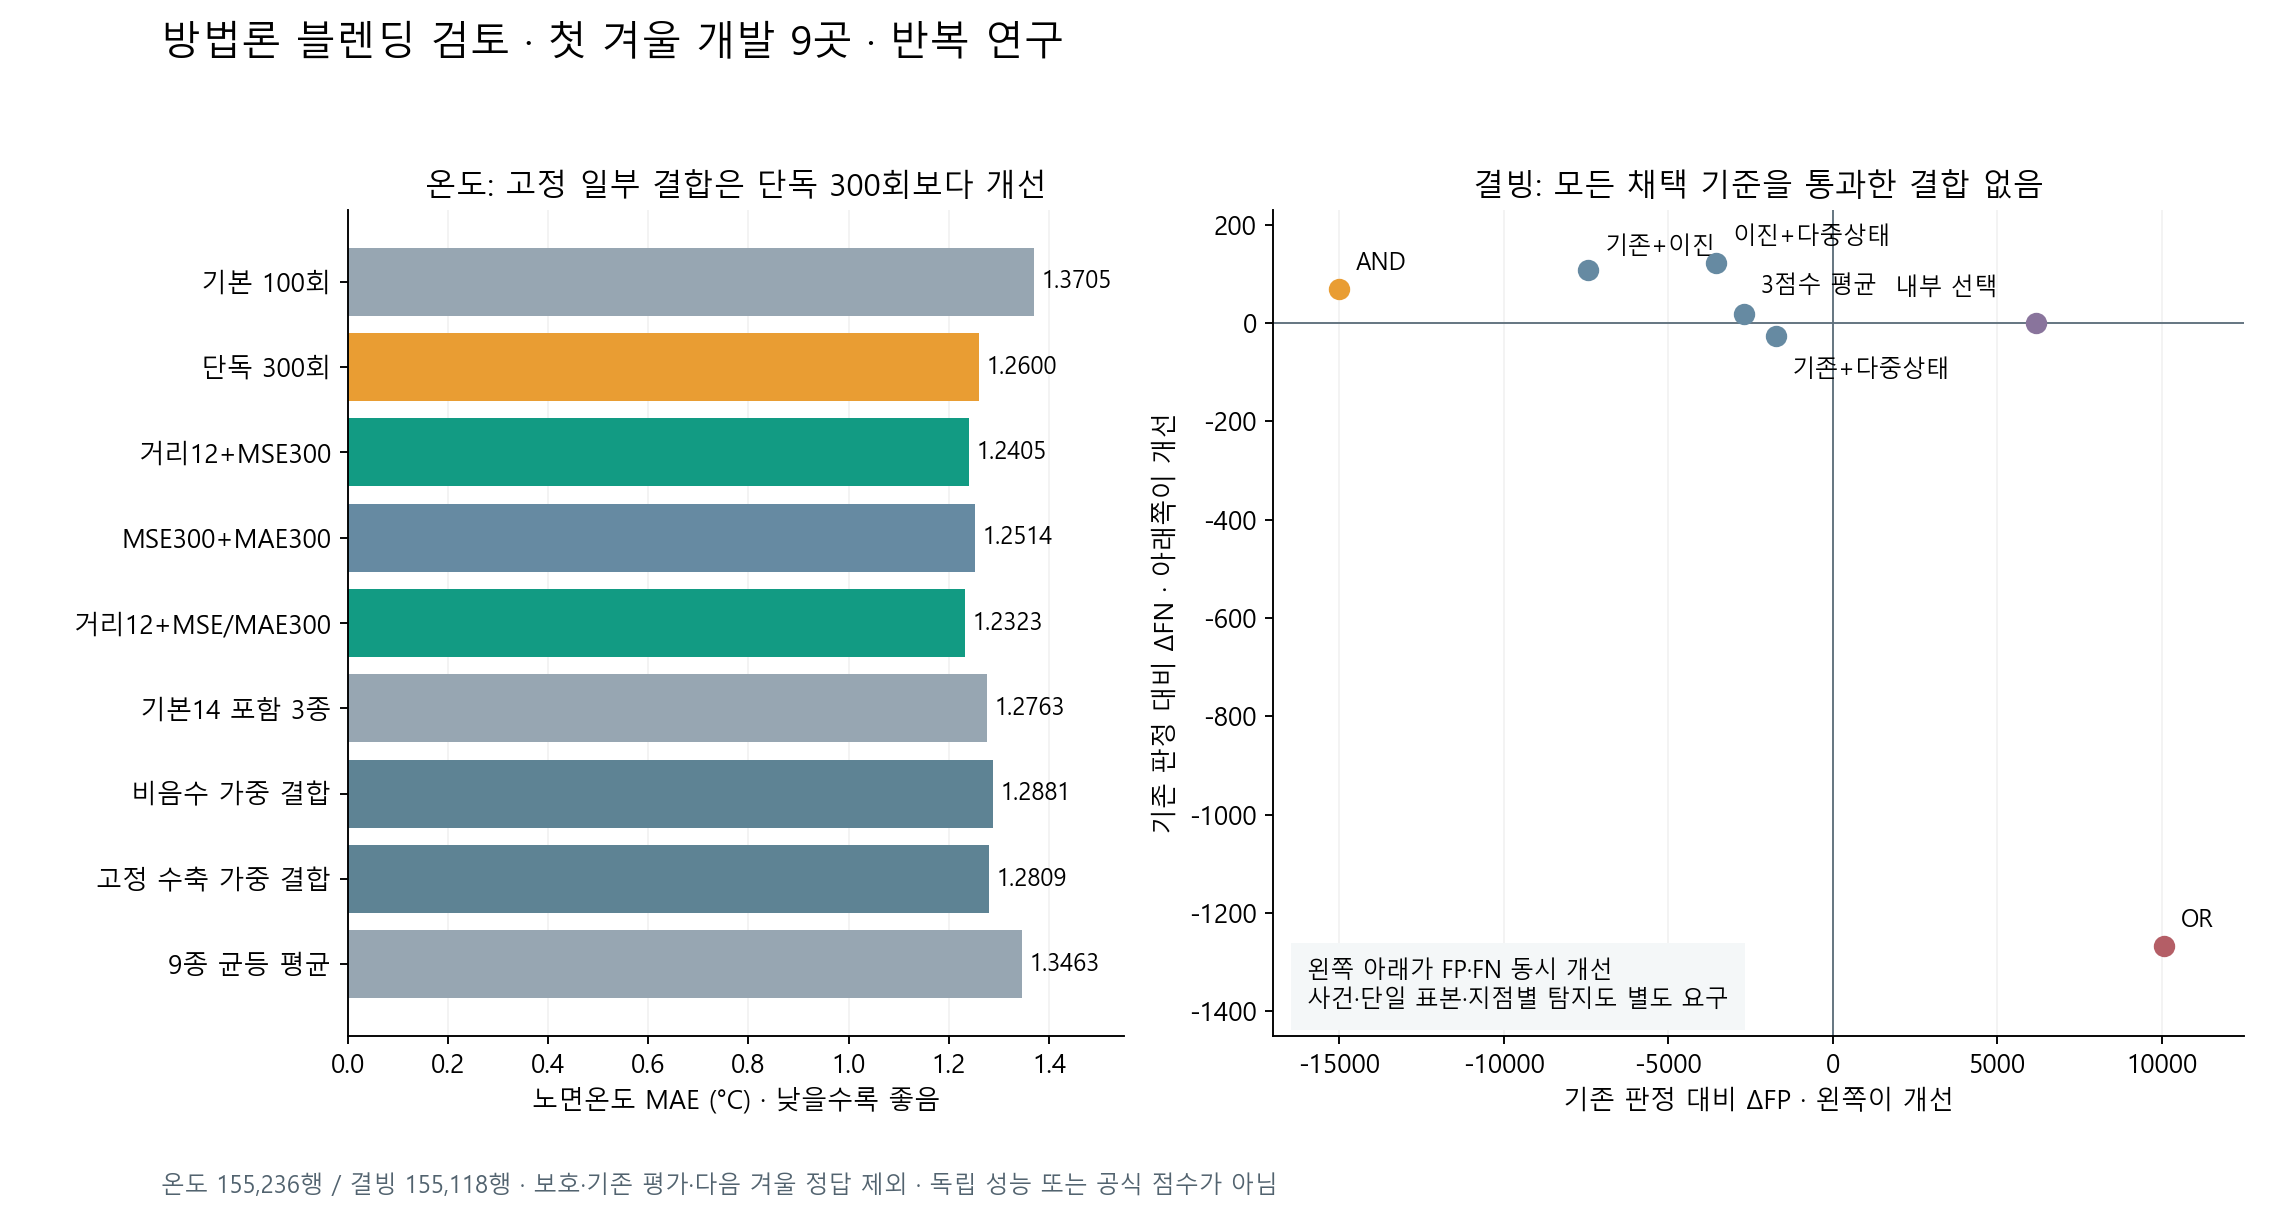 방법론 블렌딩 검토 · 첫 겨울 개발 9곳 · 반복 연구
온도: 고정 일부 결합은 단독 300회보다 개선
기본 100회
1.3705
단독 300회
1.2600
거리12+MSE300
1.2405
MSE300+MAE300
1.2514
거리12+MSE/MAE300
1.2323
기본14 포함 3종
1.2763
비음수 가중 결합
1.2881
고정 수축 가중 결합
1.2809
9종 균등 평균
1.3463
0.0 0.2 0.4 0.6 0.8 1.0 1.2 1.4
노면온도 MAE (°C) · 낮을수록 좋음
결빙: 모든 채택 기준을 통과한 결합 없음
기존 판정 대비 ΔFN · 아래쪽이 개선
200
0
-200
-400
-600
-800
-1000
-1200
-1400
AND
기존+이진
이진+다중상태
3점수 평균
내부 선택
기존+다중상태
OR
왼쪽 아래가 FP·FN 동시 개선
사건·단일 표본·지점별 탐지도 별도 요구
-15000 -10000 -5000 0 5000 10000
기존 판정 대비 ΔFP · 왼쪽이 개선
온도 155,236행 / 결빙 155,118행 · 보호·기존 평가·다음 겨울 정답 제외 · 독립 성능 또는 공식 점수가 아님